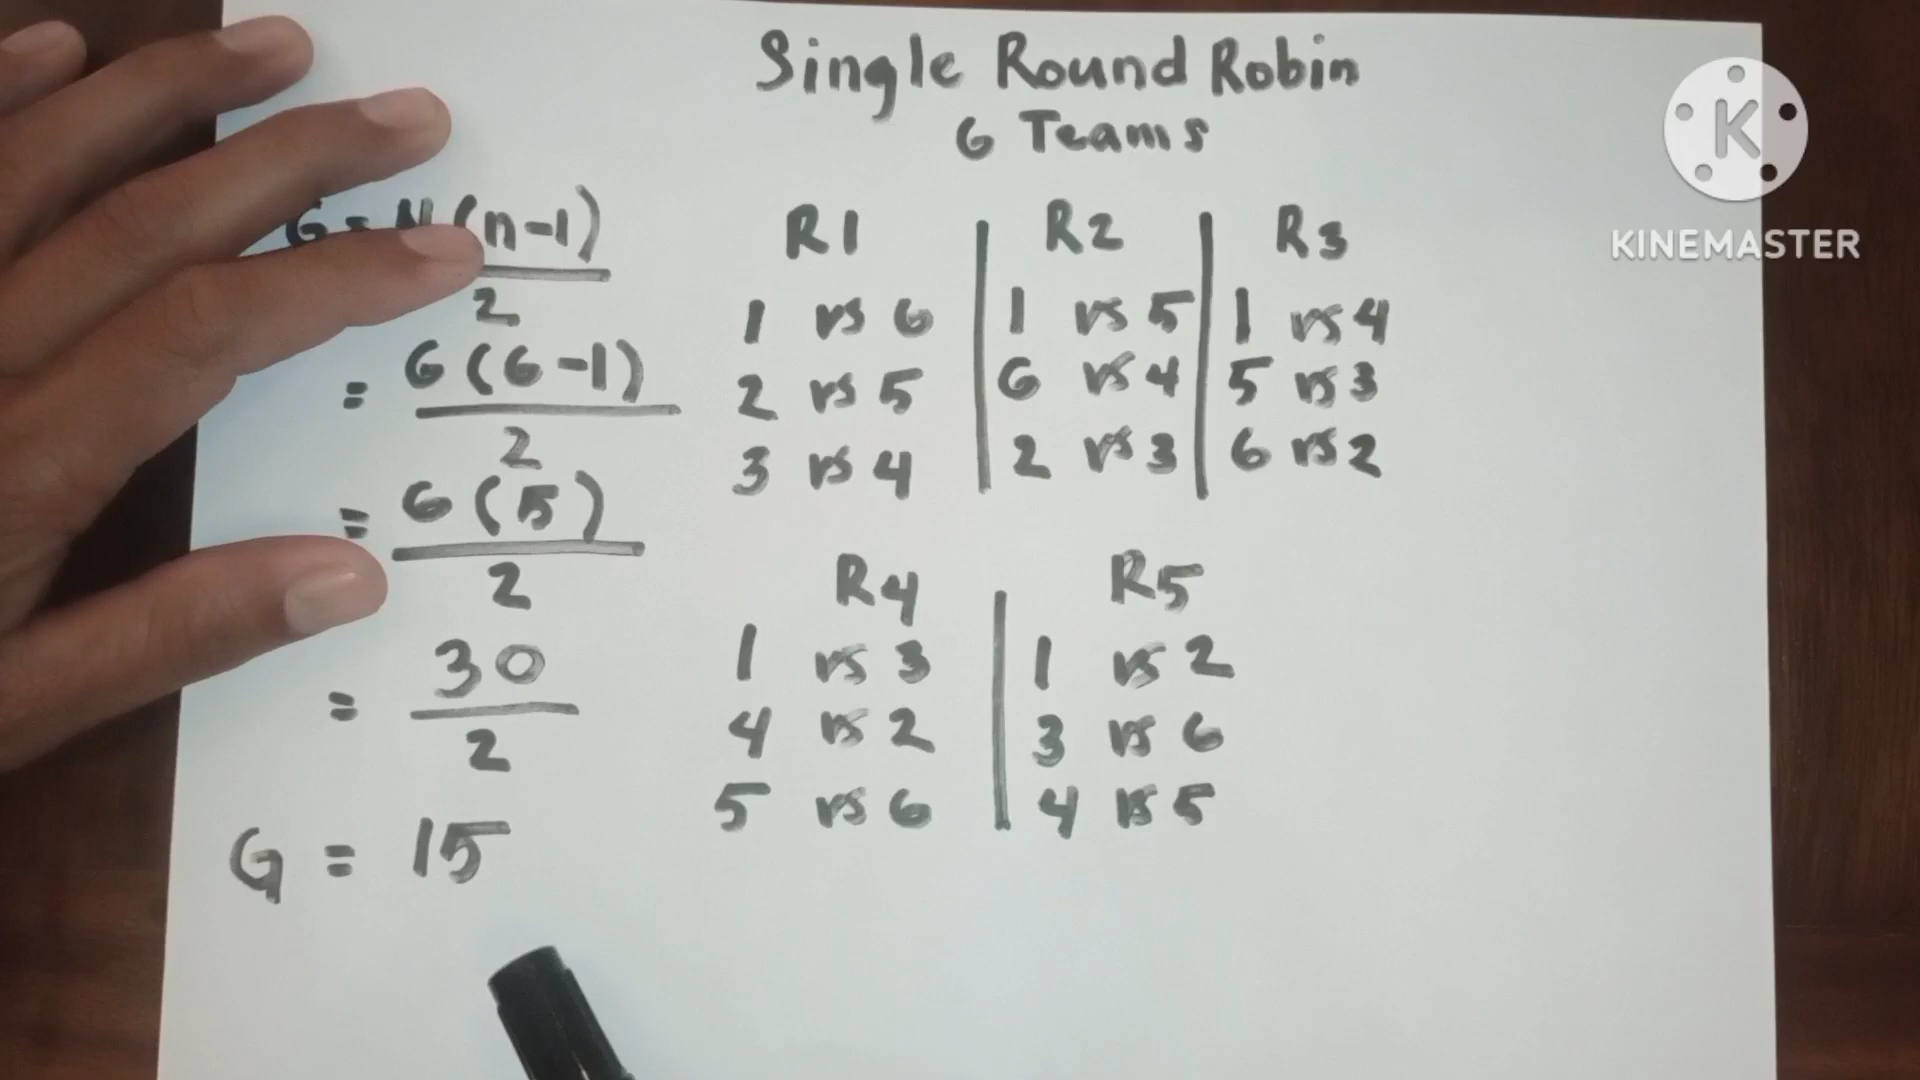 Single Round Robin
6 Teams
G = N(n-1)
2
= 6(6-1)
2
= 6(5)
2
= 30
2
G = 15
R1
1 vs 6
2 vs 5
3 vs 4
R2
1 vs 5
6 vs 4
2 vs 3
R3
1 vs 4
5 vs 3
6 vs 2
R4
1 vs 3
4 vs 2
5 vs 6
R5
1 vs 2
3 vs 6
4 vs 5
K
KINEMASTER